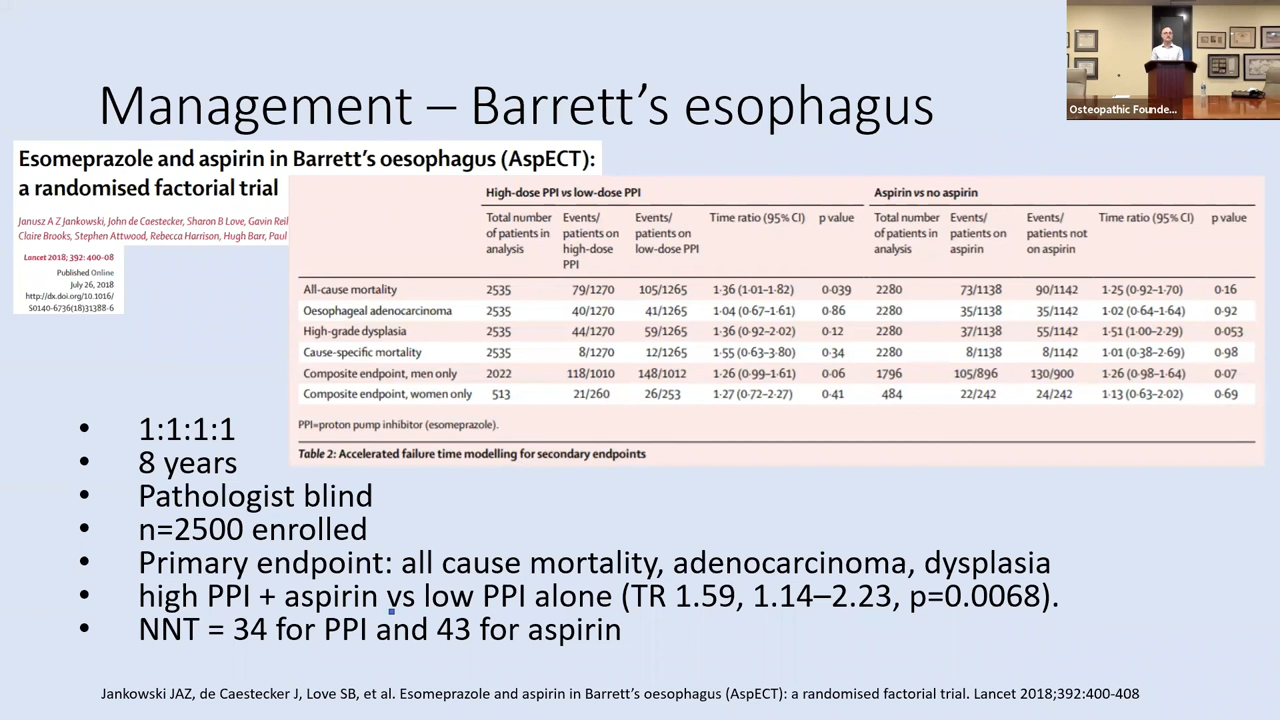 Management – Barrett’s esophagus
Osteopathic Founde...
Esomeprazole and aspirin in Barrett’s oesophagus (AspECT):
a randomised factorial trial
Janusz A Z Jankowski, John de Caestecker, Sharon B Love, Gavin Reil
Claire Brooks, Stephen Attwood, Rebecca Harrison, Hugh Barr, Paul
Lancet 2018; 392: 400-08
Published Online
July 26, 2018
http://dx.doi.org/10.1016/
S0140-6736(18)31388-6
High-dose PPI vs low-dose PPI Aspirin vs no aspirin
Total number of patients in analysis Events/ patients on high-dose PPI Events/ patients on low-dose PPI Time ratio (95% CI) p value Total number of patients in analysis Events/ patients on aspirin Events/ patients not on aspirin Time ratio (95% CI) p value
All-cause mortality 2535 79/1270 105/1265 1·36 (1·01–1·82) 0·039 2280 73/1138 90/1142 1·25 (0·92–1·70) 0·16
Oesophageal adenocarcinoma 2535 40/1270 41/1265 1·04 (0·67–1·61) 0·86 2280 35/1138 35/1142 1·02 (0·64–1·64) 0·92
High-grade dysplasia 2535 44/1270 59/1265 1·36 (0·92–2·02) 0·12 2280 37/1138 55/1142 1·51 (1·00–2·29) 0·053
Cause-specific mortality 2535 8/1270 12/1265 1·55 (0·63–3·80) 0·34 2280 8/1138 8/1142 1·01 (0·38–2·69) 0·98
Composite endpoint, men only 2022 118/1010 148/1012 1·26 (0·99–1·61) 0·06 1796 105/896 130/900 1·26 (0·98–1·64) 0·07
Composite endpoint, women only 513 21/260 26/253 1·27 (0·72–2·27) 0·41 484 22/242 24/242 1·13 (0·63–2·02) 0·69
PPI=proton pump inhibitor (esomeprazole).
Table 2: Accelerated failure time modelling for secondary endpoints
• 1:1:1:1
• 8 years
• Pathologist blind
• n=2500 enrolled
• Primary endpoint: all cause mortality, adenocarcinoma, dysplasia
• high PPI + aspirin vs low PPI alone (TR 1.59, 1.14–2.23, p=0.0068).
• NNT = 34 for PPI and 43 for aspirin
Jankowski JAZ, de Caestecker J, Love SB, et al. Esomeprazole and aspirin in Barrett’s oesophagus (AspECT): a randomised factorial trial. Lancet 2018;392:400-408